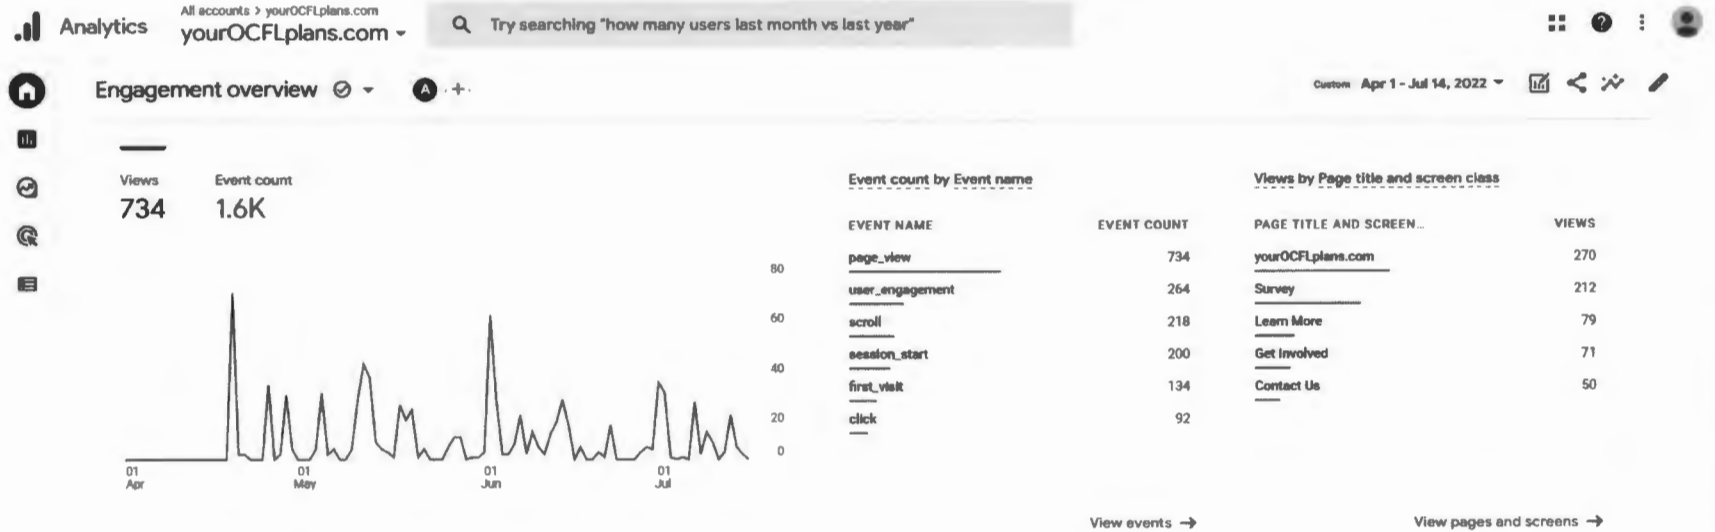 All accounts > yourOCFLplans.com
Analytics
yourOCFLplans.com
Try searching "how many users last month vs last year"
Engagement overview
A
Custom Apr 1 - Jul 14, 2022
Views
734
Event count
1.6K
80
60
40
20
0
01 Apr
01 May
01 Jun
01 Jul
Event count by Event name
EVENT NAME EVENT COUNT
page_view 734
user_engagement 264
scroll 218
session_start 200
first_visit 134
click 92
View events →
Views by Page title and screen class
PAGE TITLE AND SCREEN... VIEWS
yourOCFLplans.com 270
Survey 212
Learn More 79
Get Involved 71
Contact Us 50
View pages and screens →